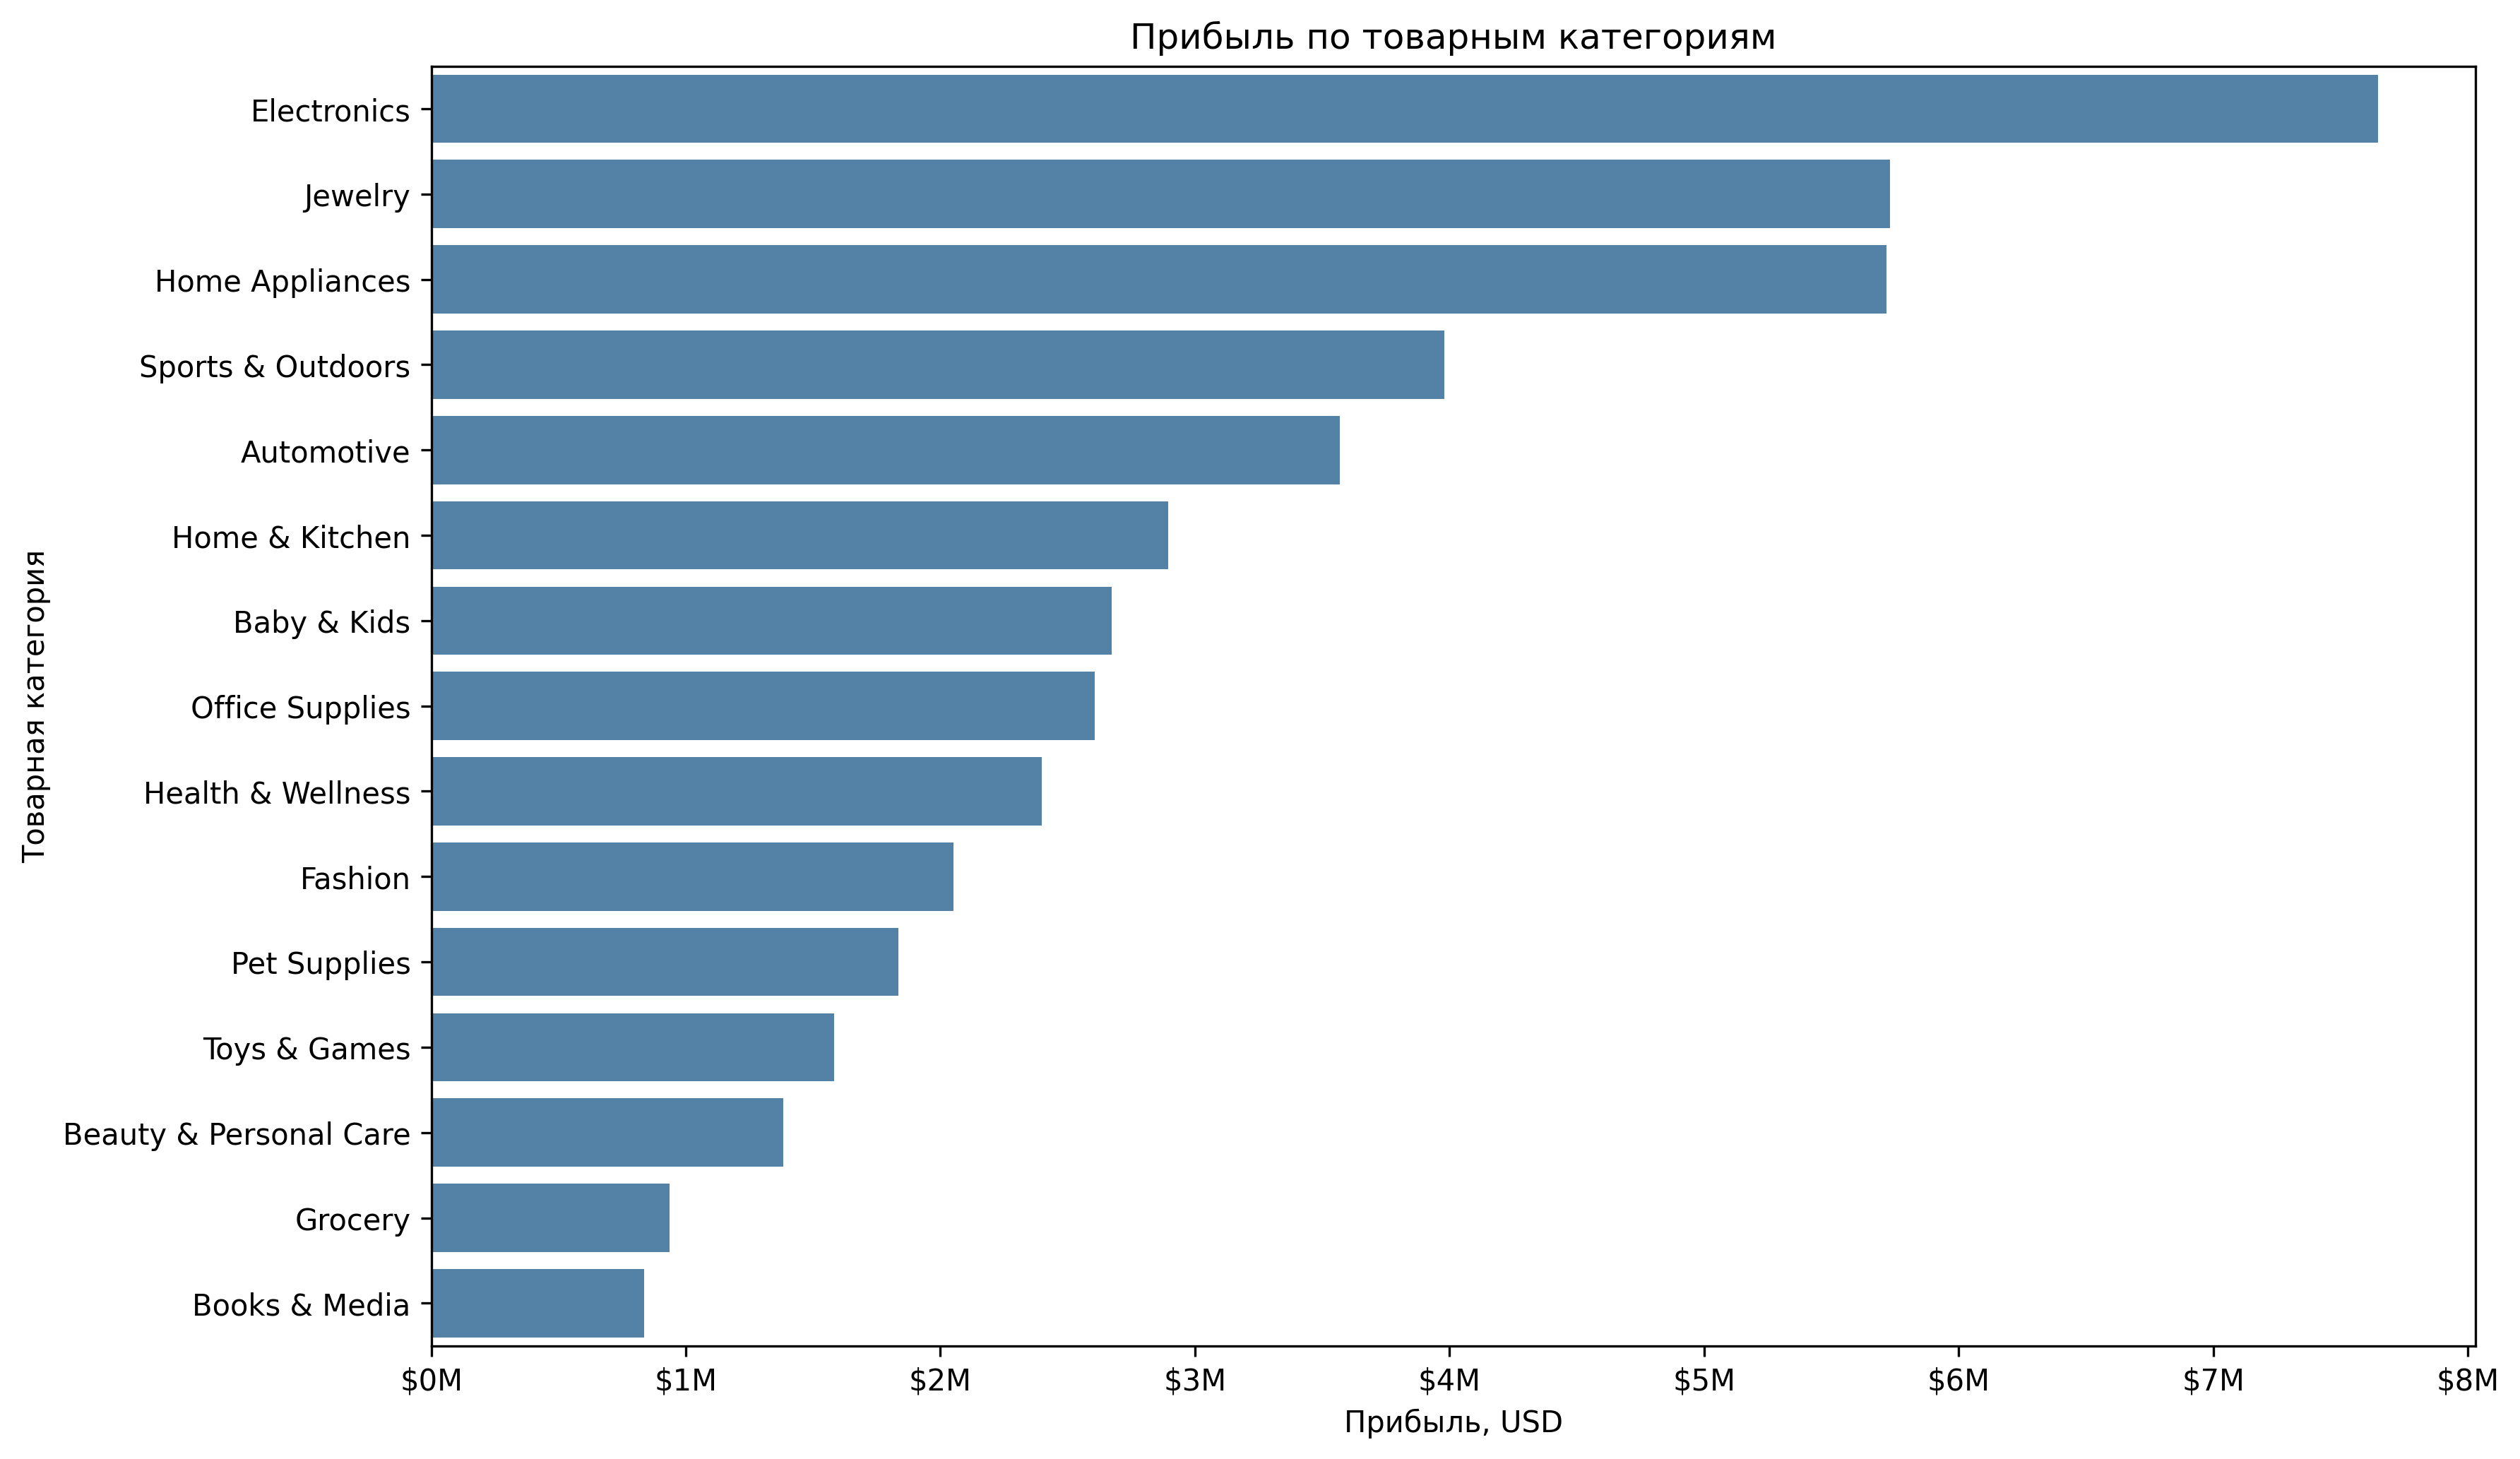 Прибыль по товарным категориям
Товарная категория
Electronics
Jewelry
Home Appliances
Sports & Outdoors
Automotive
Home & Kitchen
Baby & Kids
Office Supplies
Health & Wellness
Fashion
Pet Supplies
Toys & Games
Beauty & Personal Care
Grocery
Books & Media
$0M $1M $2M $3M $4M $5M $6M $7M $8M
Прибыль, USD